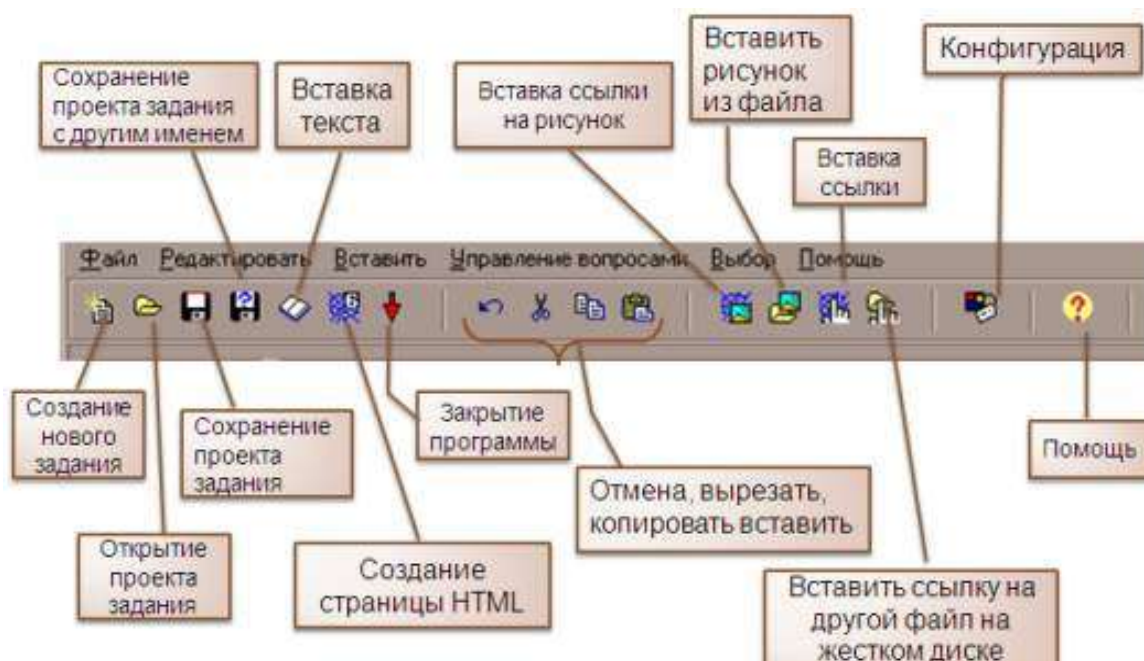 Сохранение
проекта задания
с другим именем
Вставка
текста
Вставка ссылки
на рисунок
Вставить
рисунок
из файла
Вставка
ссылки
Конфигурация
Файл Редактировать Вставить Управление вопросами Выбор Помощь
Создание
нового
задания
Открытие
проекта
задания
Сохранение
проекта
задания
Создание
страницы HTML
Закрытие
программы
Отмена, вырезать,
копировать вставить
Вставить ссылку на
другой файл на
жестком диске
Помощь